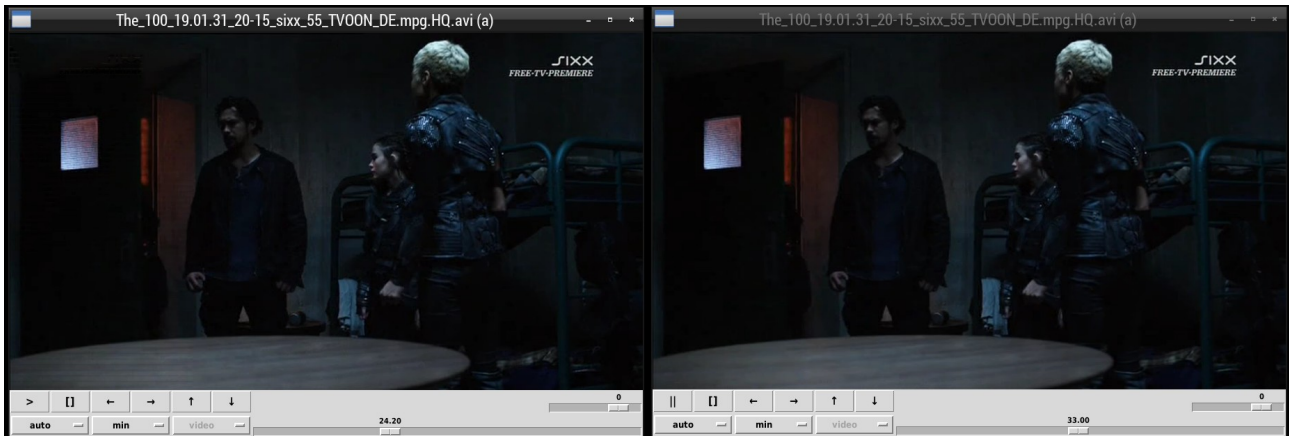 The_100_19.01.31_20-15_sixx_55_TVOON_DE.mpg.HQ.avi (a)
SIXX
FREE-TV-PREMIERE
0
> [] ← → ↑ ↓
24.20
auto min video
The_100_19.01.31_20-15_sixx_55_TVOON_DE.mpg.HQ.avi (a)
SIXX
FREE-TV-PREMIERE
0
|| [] ← → ↑ ↓
33.00
auto min video